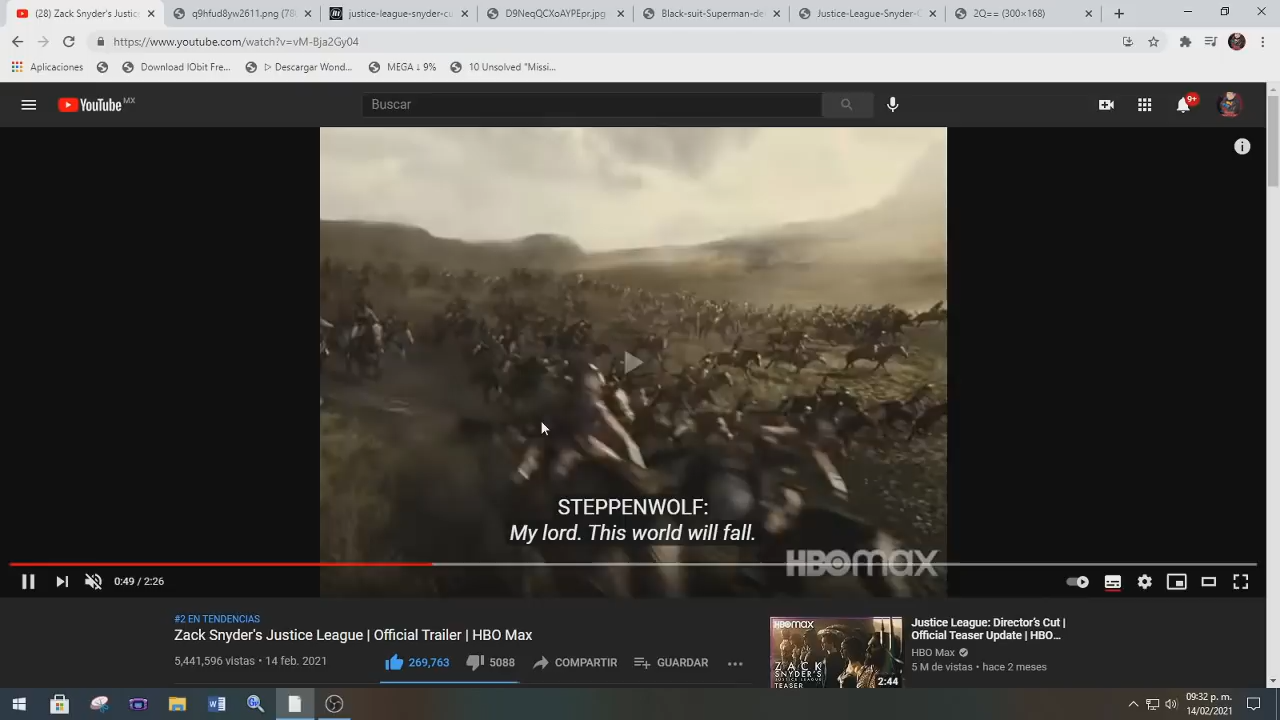 (28) Zack Snyder's Justic
q9hfud8yw2611.png (78
justice-league-snyder-cu
D9NeqQCXoAYPEpr.jpg
Black-suit-Superman-de
Justice-League-Snyder-C
2Q== (300×168)
https://www.youtube.com/watch?v=vM-Bja2Gy04
Aplicaciones
Download IObit Fre...
▷ Descargar Wond...
MEGA ↓ 9%
10 Unsolved "Missi...
YouTube MX
Buscar
9+
STEPPENWOLF:
My lord. This world will fall.
HBOmax
0:49 / 2:26
#2 EN TENDENCIAS
Zack Snyder's Justice League | Official Trailer | HBO Max
5,441,596 vistas • 14 feb. 2021
269,763
5088
COMPARTIR
GUARDAR
HBOmax
ZACK
SNYDER'S
JUSTICE LEAGUE
TEASER
2:44
Justice League: Director's Cut |
Official Teaser Update | HBO...
HBO Max
5 M de vistas • hace 2 meses
09:32 p. m.
14/02/2021